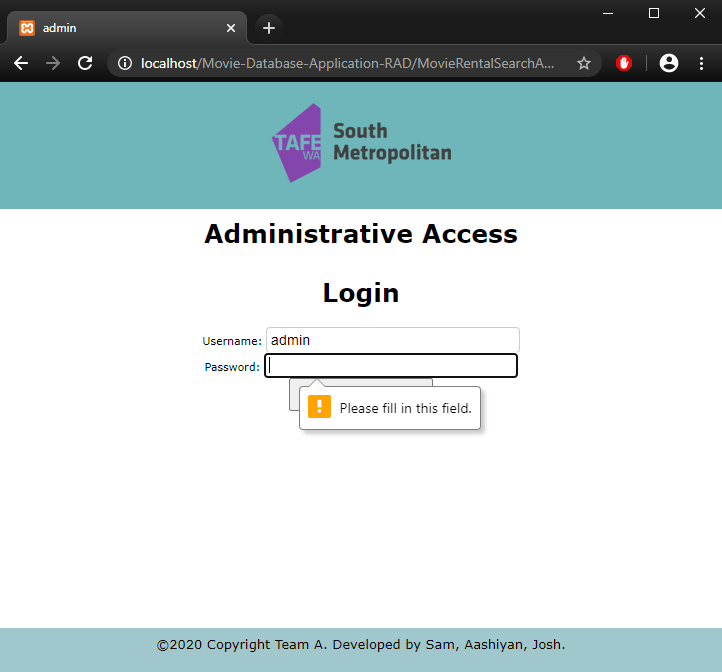 admin
localhost/Movie-Database-Application-RAD/MovieRentalSearchA...
TAFE
WA
South
Metropolitan
Administrative Access
Login
Username: admin
Password:
Please fill in this field.
©2020 Copyright Team A. Developed by Sam, Aashiyan, Josh.